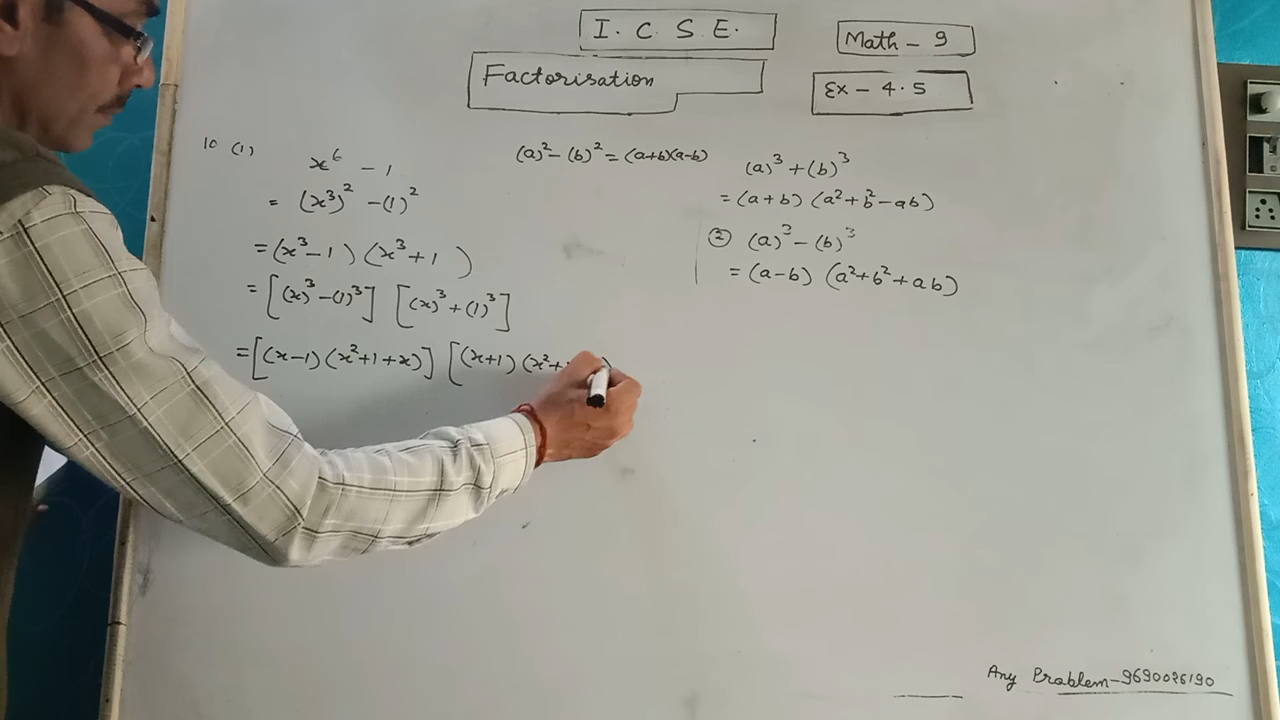 I. C. S. E.
Math - 9
Factorisation
Ex - 4.5
10 (1) x⁶ - 1
= (x³)² - (1)²
= (x³ - 1) (x³ + 1)
= [(x)³ - (1)³] [(x)³ + (1)³]
= [(x-1) (x²+1+x)] [(x+1) (x²+
(a)² - (b)² = (a+b)(a-b)
(a)³ + (b)³
= (a+b) (a²+b²-ab)
② (a)³ - (b)³
= (a-b) (a²+b²+ab)
Any Problem-9690026190